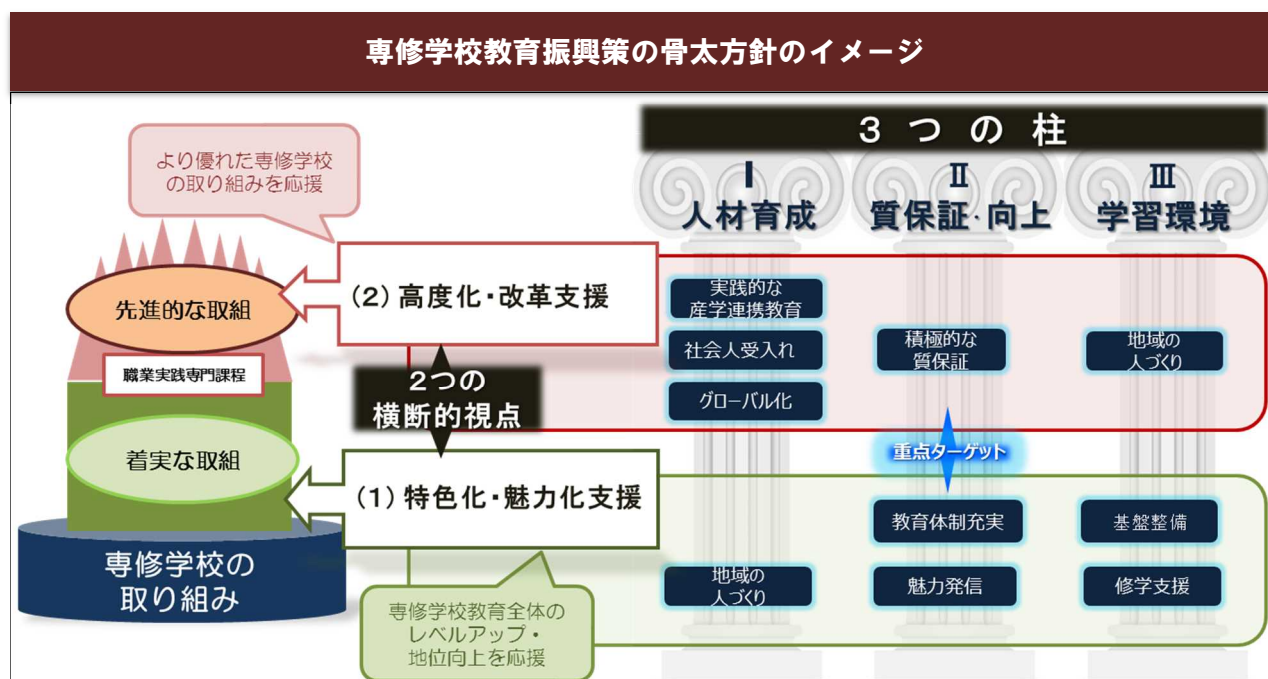 専修学校教育振興策の骨太方針のイメージ
3つの柱
より優れた専修学校
の取り組みを応援
Ⅰ
人材育成
Ⅱ
質保証・向上
Ⅲ
学習環境
先進的な取組
(2)高度化・改革支援
実践的な
産学連携教育
社会人受入れ
グローバル化
積極的な
質保証
地域の
人づくり
職業実践専門課程
2つの
横断的視点
重点ターゲット
着実な取組
(1)特色化・魅力化支援
教育体制充実
基盤整備
専修学校の
取り組み
地域の
人づくり
魅力発信
修学支援
専修学校教育全体の
レベルアップ・
地位向上を応援